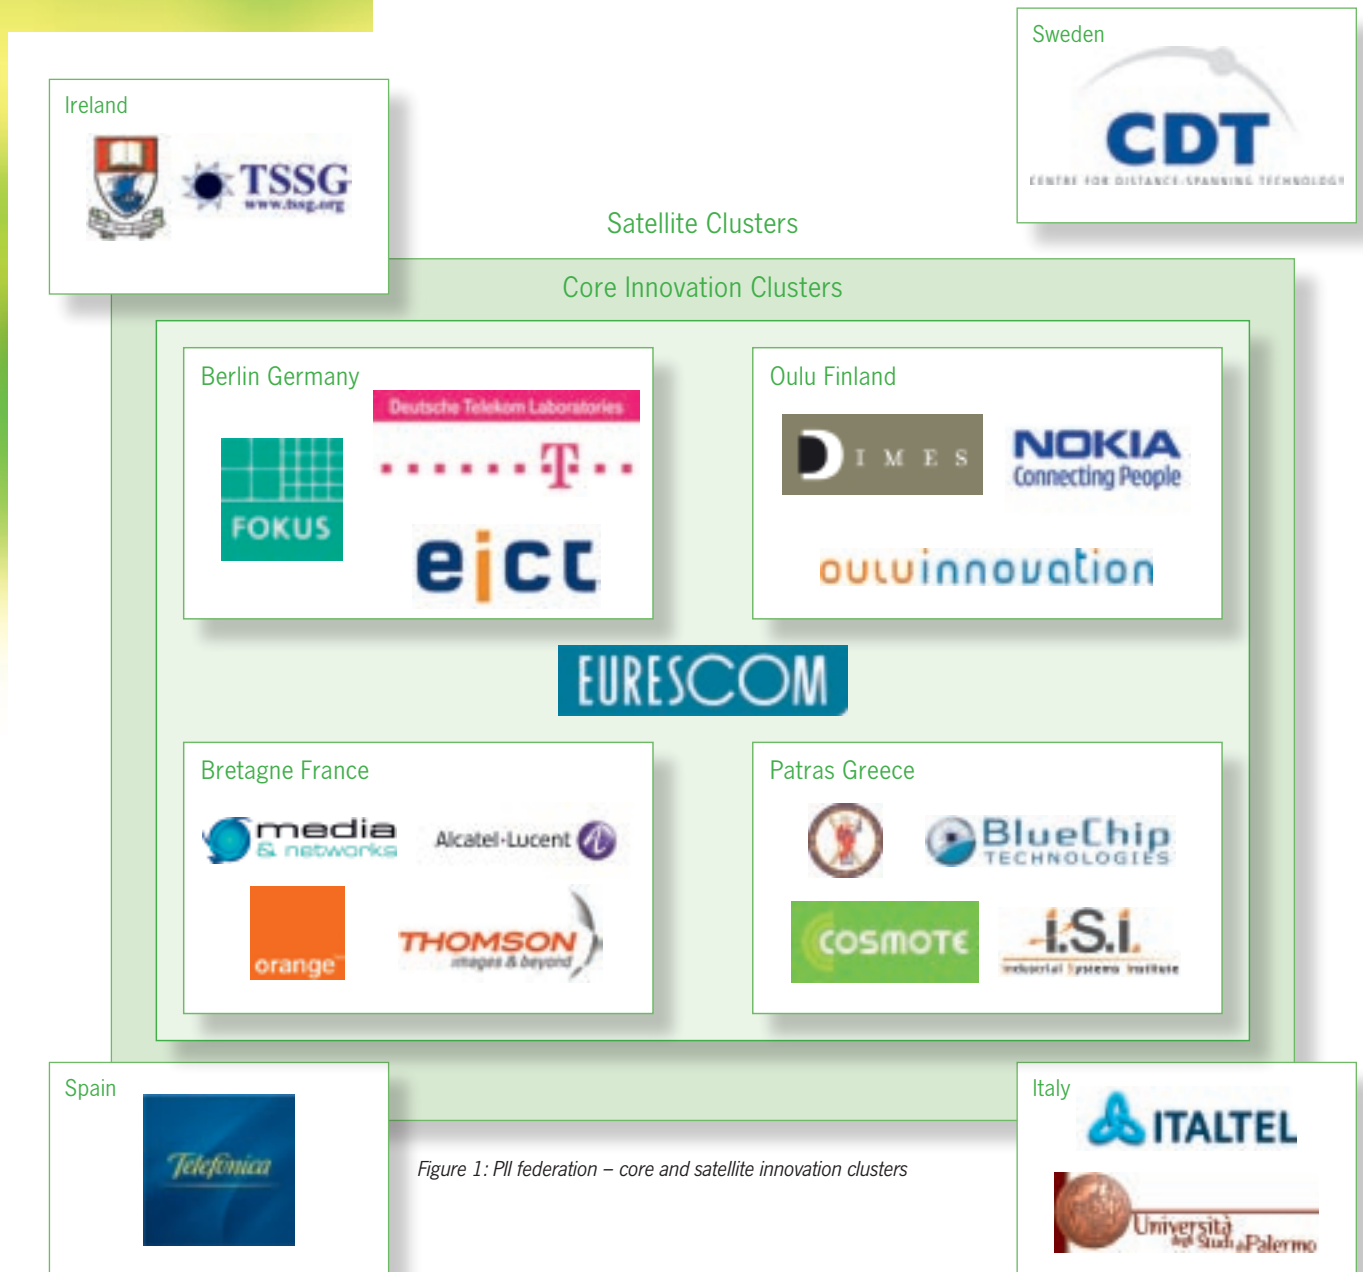 Sweden
CDT
CENTRE FOR DISTANCE-SPANNING TECHNOLOGY
Ireland
TSSG
www.tssg.org
Satellite Clusters
Core Innovation Clusters
Berlin Germany
Deutsche Telekom Laboratories
T
FOKUS
eict
Oulu Finland
DIMES
NOKIA
Connecting People
ouluinnovation
EURESCOM
Bretagne France
media
& networks
Alcatel-Lucent
orange™
THOMSON
images & beyond
Patras Greece
BlueChip
TECHNOLOGIES
COSMOTE
i.S.i.
Industrial Systems Institute
Spain
Telefónica
Italy
ITALTEL
Università
degli Studi di Palermo
Figure 1: PII federation – core and satellite innovation clusters